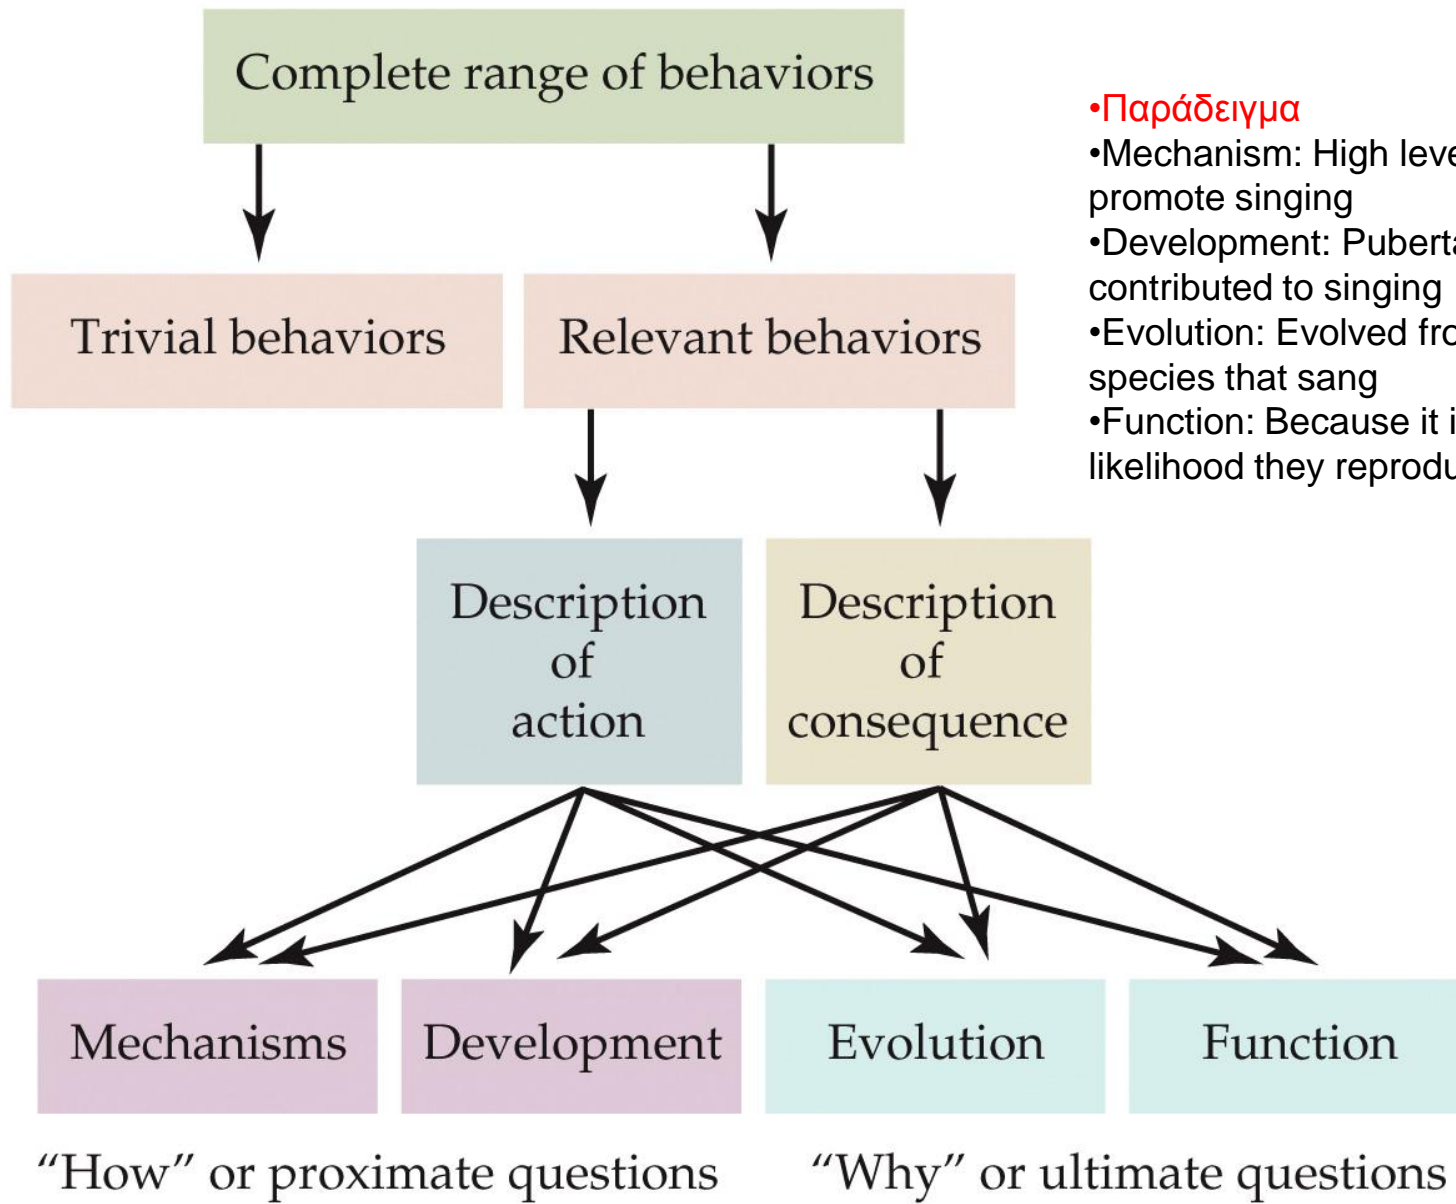 Complete range of behaviors
•Παράδειγμα
•Mechanism: High leve
promote singing
•Development: Puberta
contributed to singing
•Evolution: Evolved fro
species that sang
•Function: Because it i
likelihood they reprodu
Trivial behaviors
Relevant behaviors
Description
of
action
Description
of
consequence
Mechanisms
Development
Evolution
Function
“How” or proximate questions
“Why” or ultimate questions